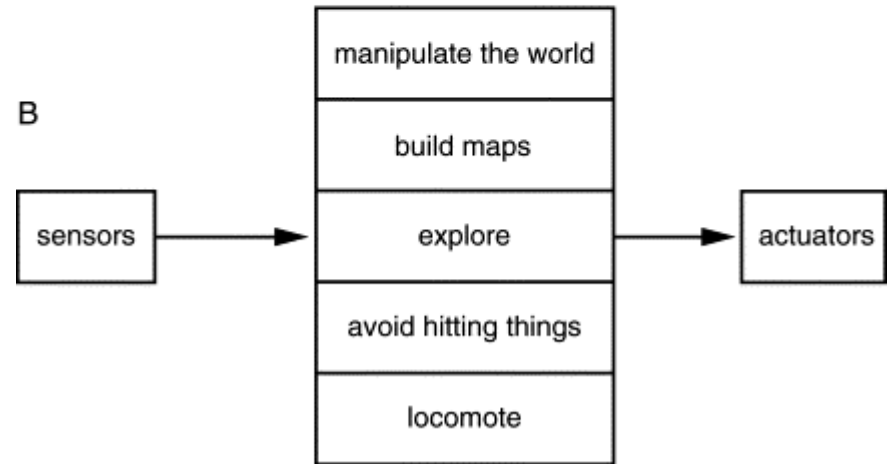 B
manipulate the world
build maps
sensors
explore
actuators
avoid hitting things
locomote